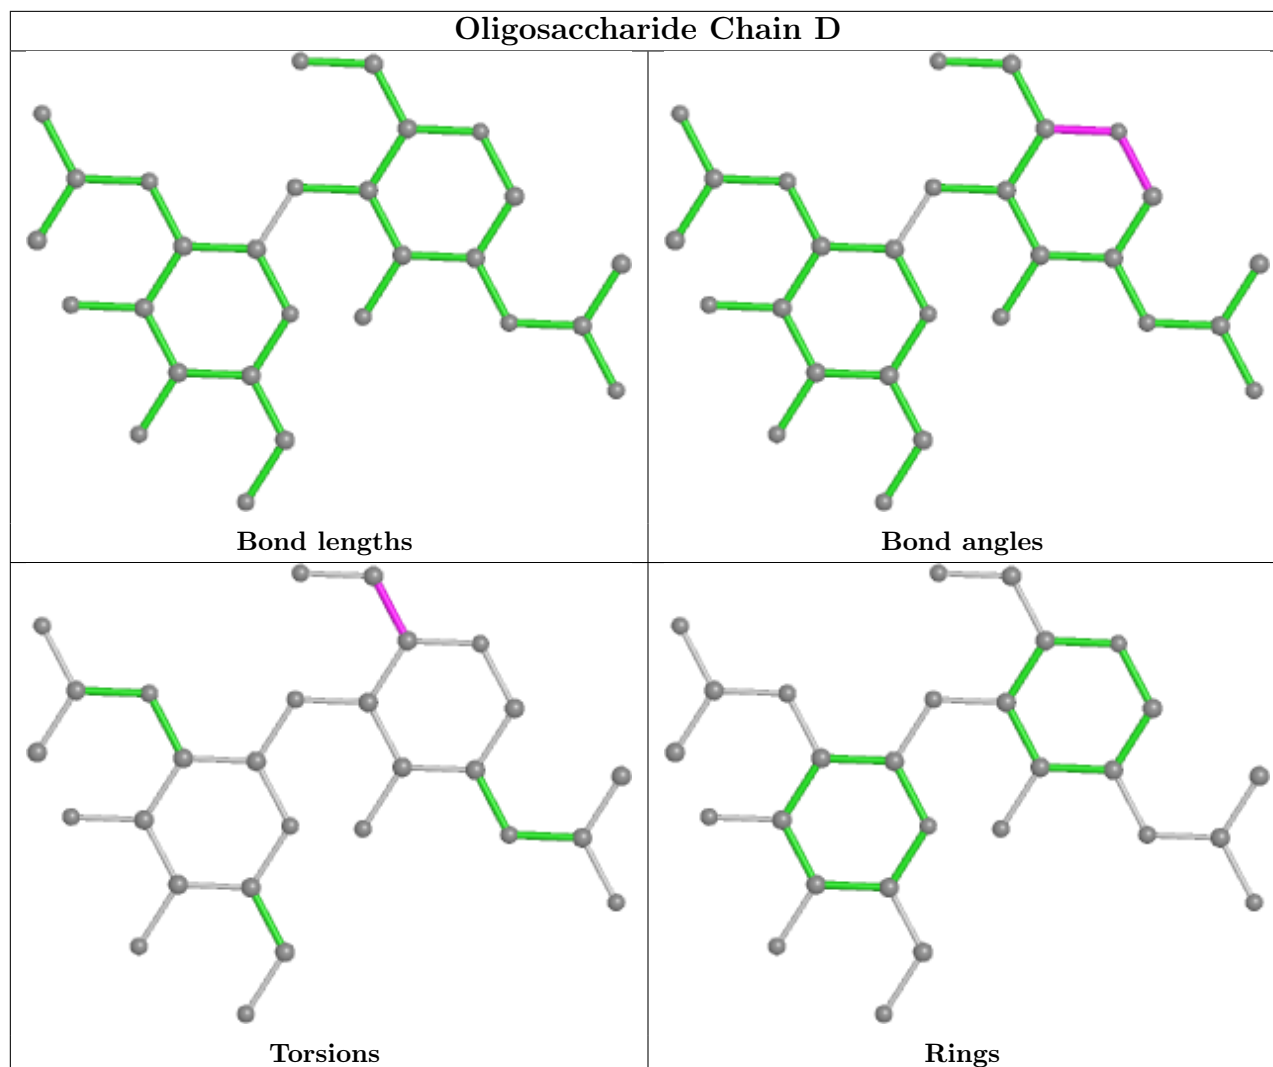 Oligosaccharide Chain D
Bond lengths
Bond angles
Torsions
Rings